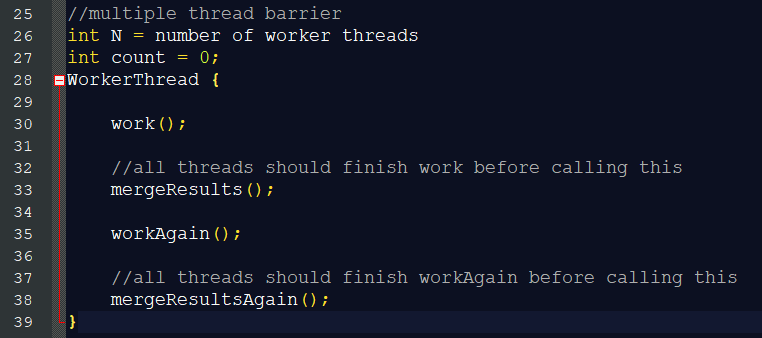 25 //multiple thread barrier
26 int N = number of worker threads
27 int count = 0;
28 WorkerThread {
29
30 work();
31
32 //all threads should finish work before calling this
33 mergeResults();
34
35 workAgain();
36
37 //all threads should finish workAgain before calling this
38 mergeResultsAgain();
39 }